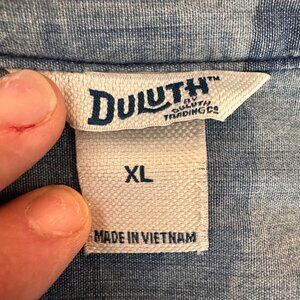 DULUTH™
BY
DULUTH
TRADING CO
XL
MADE IN VIETNAM